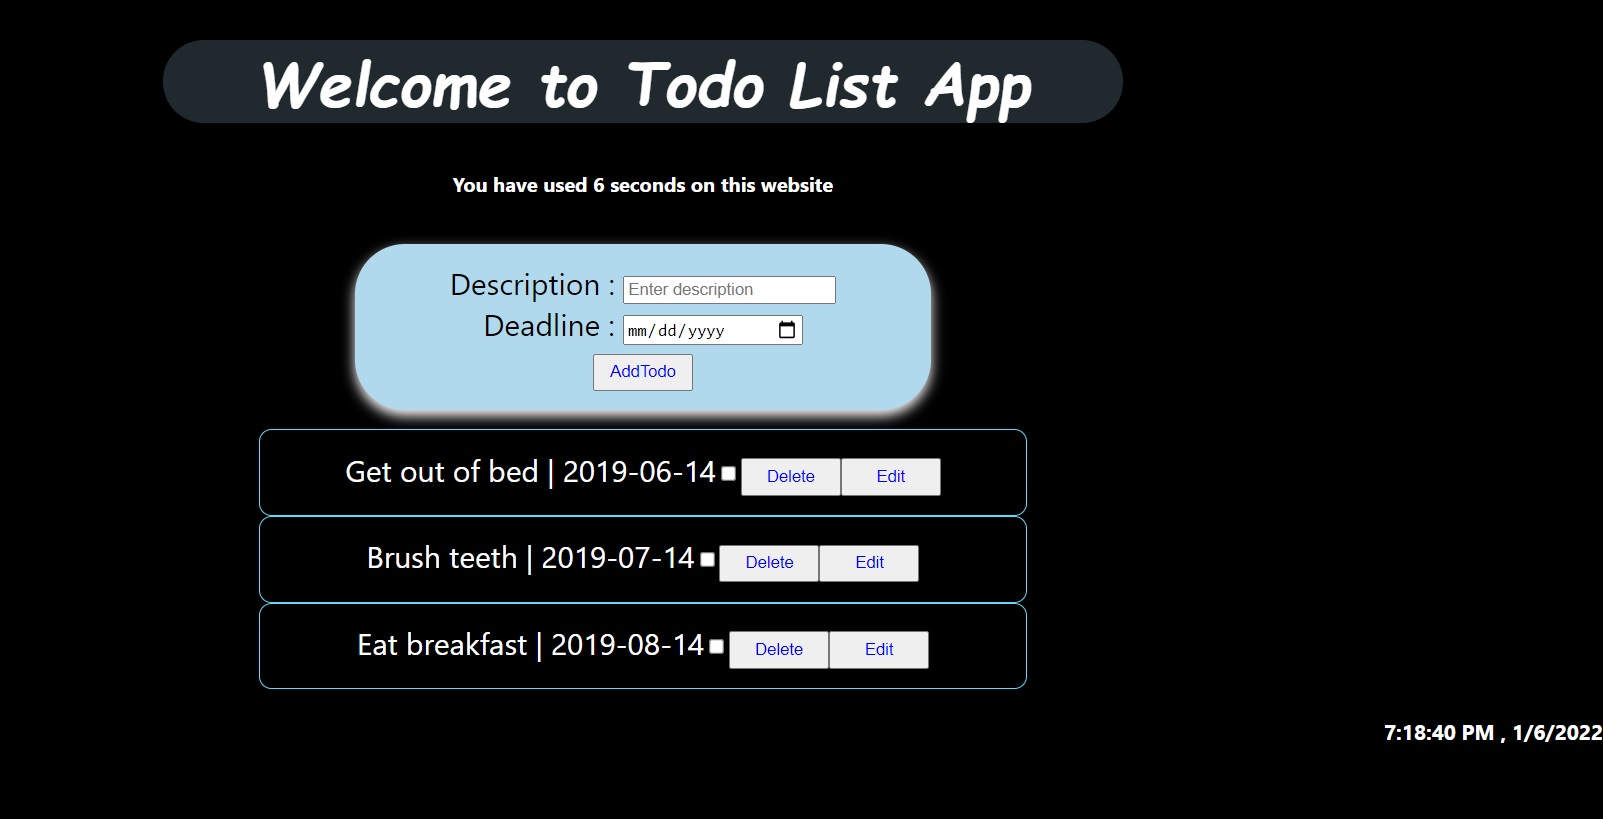 Welcome to Todo List App
You have used 6 seconds on this website
Description : Enter description
Deadline : mm/dd/yyyy
AddTodo
Get out of bed | 2019-06-14 Delete Edit
Brush teeth | 2019-07-14 Delete Edit
Eat breakfast | 2019-08-14 Delete Edit
7:18:40 PM , 1/6/2022